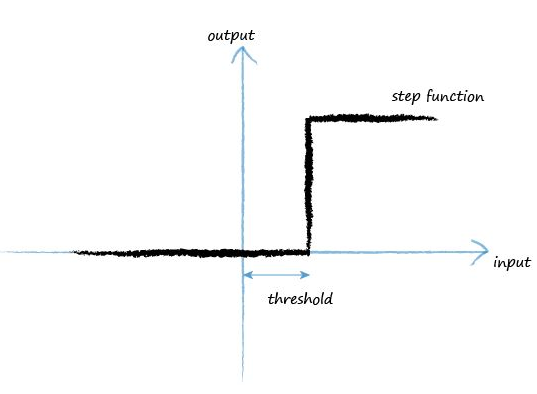 output
step function
input
threshold